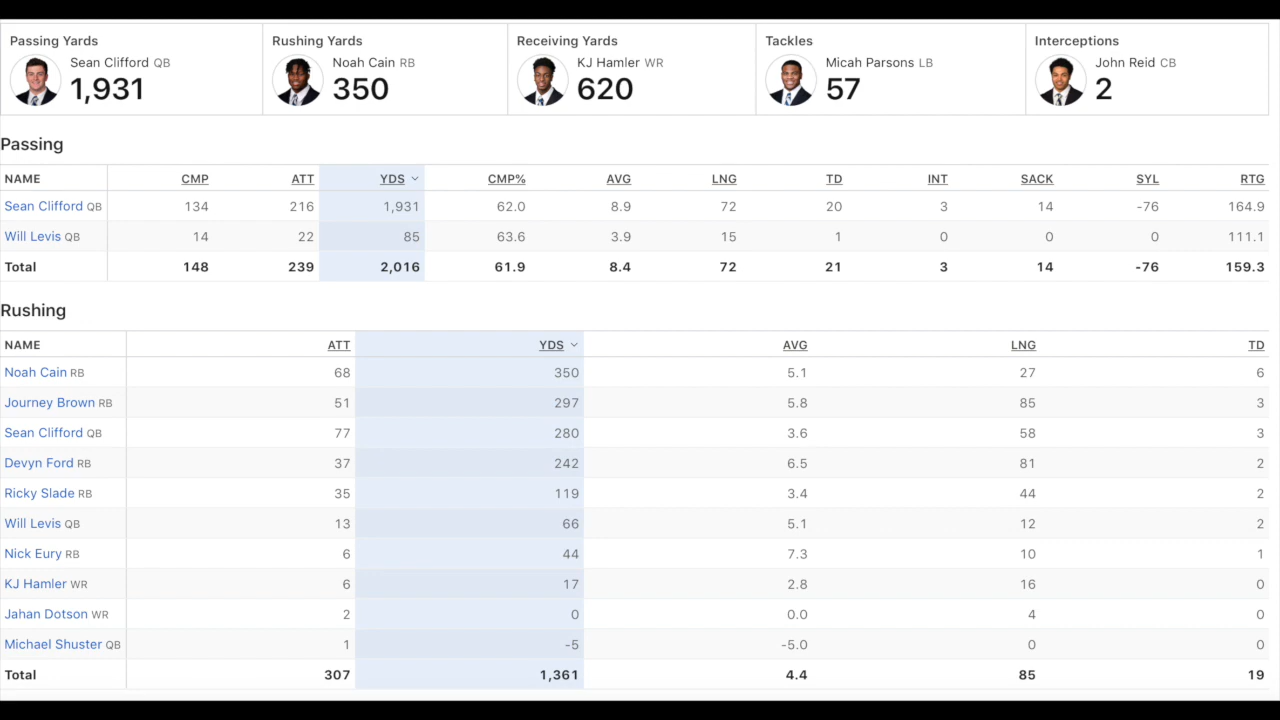 Passing Yards Rushing Yards Receiving Yards Tackles Interceptions
Sean Clifford QB Noah Cain RB KJ Hamler WR Micah Parsons LB John Reid CB
1,931 350 620 57 2
Passing
NAME CMP ATT YDS CMP% AVG LNG TD INT SACK SYL RTG
Sean Clifford QB 134 216 1,931 62.0 8.9 72 20 3 14 -76 164.9
Will Levis QB 14 22 85 63.6 3.9 15 1 0 0 0 111.1
Total 148 239 2,016 61.9 8.4 72 21 3 14 -76 159.3
Rushing
NAME ATT YDS AVG LNG TD
Noah Cain RB 68 350 5.1 27 6
Journey Brown RB 51 297 5.8 85 3
Sean Clifford QB 77 280 3.6 58 3
Devyn Ford RB 37 242 6.5 81 2
Ricky Slade RB 35 119 3.4 44 2
Will Levis QB 13 66 5.1 12 2
Nick Eury RB 6 44 7.3 10 1
KJ Hamler WR 6 17 2.8 16 0
Jahan Dotson WR 2 0 0.0 4 0
Michael Shuster QB 1 -5 -5.0 0 0
Total 307 1,361 4.4 85 19